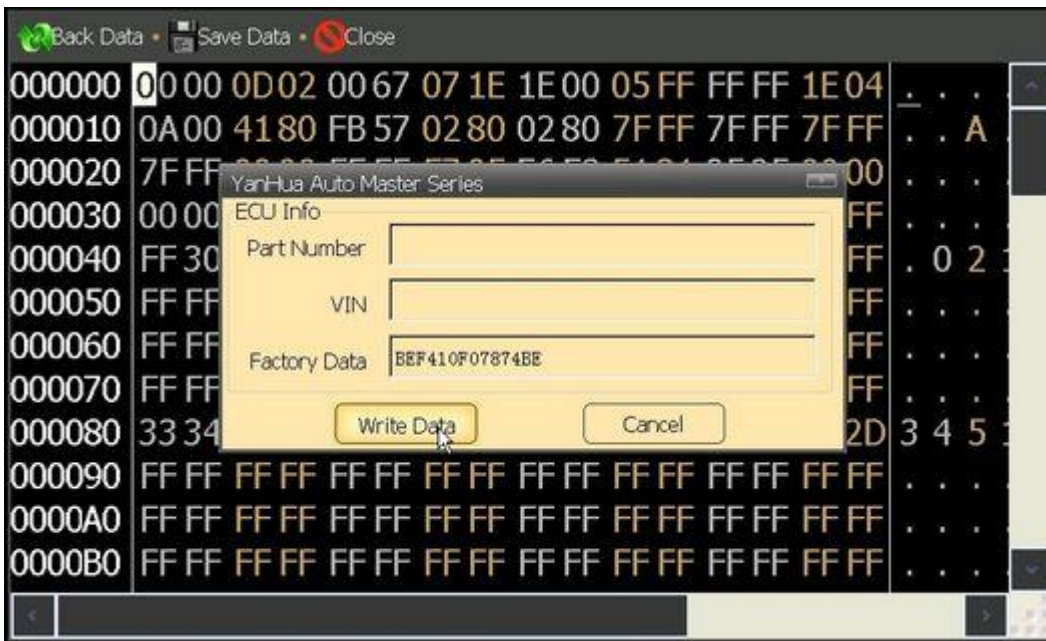 Back Data • Save Data • Close
000000 00 00 0D 02 00 67 07 1E 1E 00 05 FF FF FF 1E 04 . . . .
000010 0A 00 41 80 FB 57 02 80 02 80 7F FF 7F FF 7F FF . . A
000020 7F FF 00 . . .
000030 00 00 FF . . .
000040 FF 30 FF . 0 2
000050 FF FF FF . . .
000060 FF FF FF . . .
000070 FF FF FF . . .
000080 33 34 2D 3 4 5
000090 FF FF FF FF FF FF FF FF FF FF FF FF FF FF FF FF . . .
0000A0 FF FF FF FF FF FF FF FF FF FF FF FF FF FF FF FF . . .
0000B0 FF FF FF FF FF FF FF FF FF FF FF FF FF FF FF FF . . .
YanHua Auto Master Series
ECU Info
Part Number
VIN
Factory Data BEF410F07874BE
Write Data Cancel